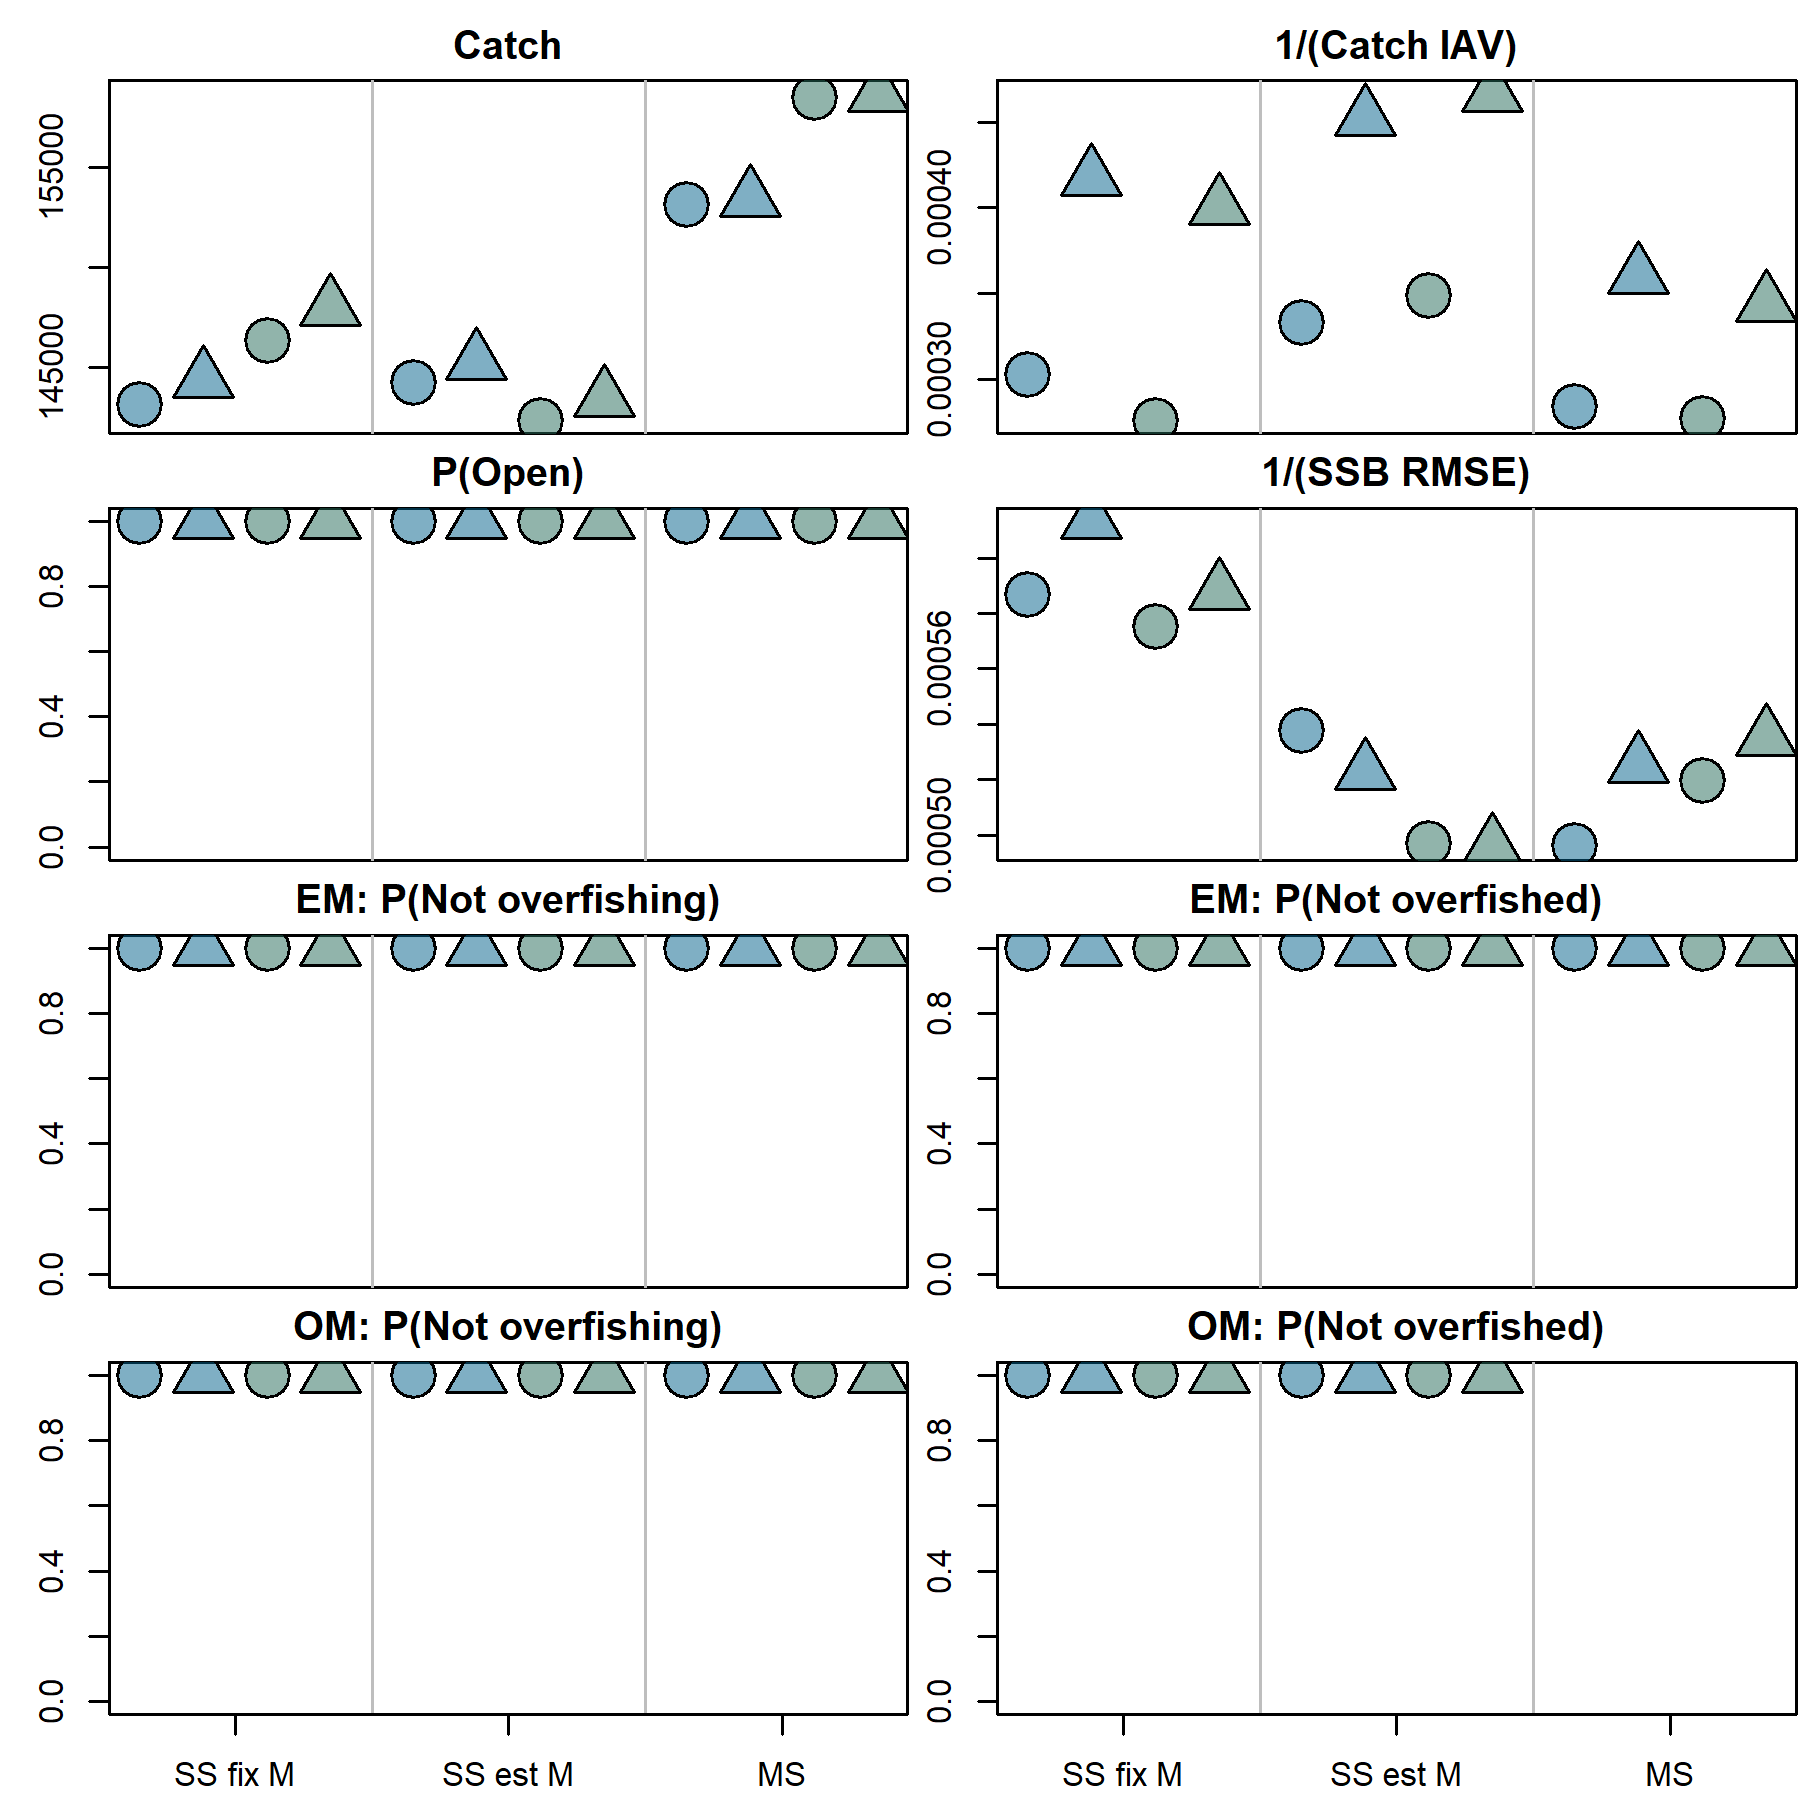 Catch
1/(Catch IAV)
155000
145000
0.00040
0.00030
P(Open)
1/(SSB RMSE)
0.8
0.4
0.0
0.00056
0.00050
EM: P(Not overfishing)
EM: P(Not overfished)
0.8
0.4
0.0
0.8
0.4
0.0
OM: P(Not overfishing)
OM: P(Not overfished)
0.8
0.4
0.0
0.8
0.4
0.0
SS fix M SS est M MS
SS fix M SS est M MS